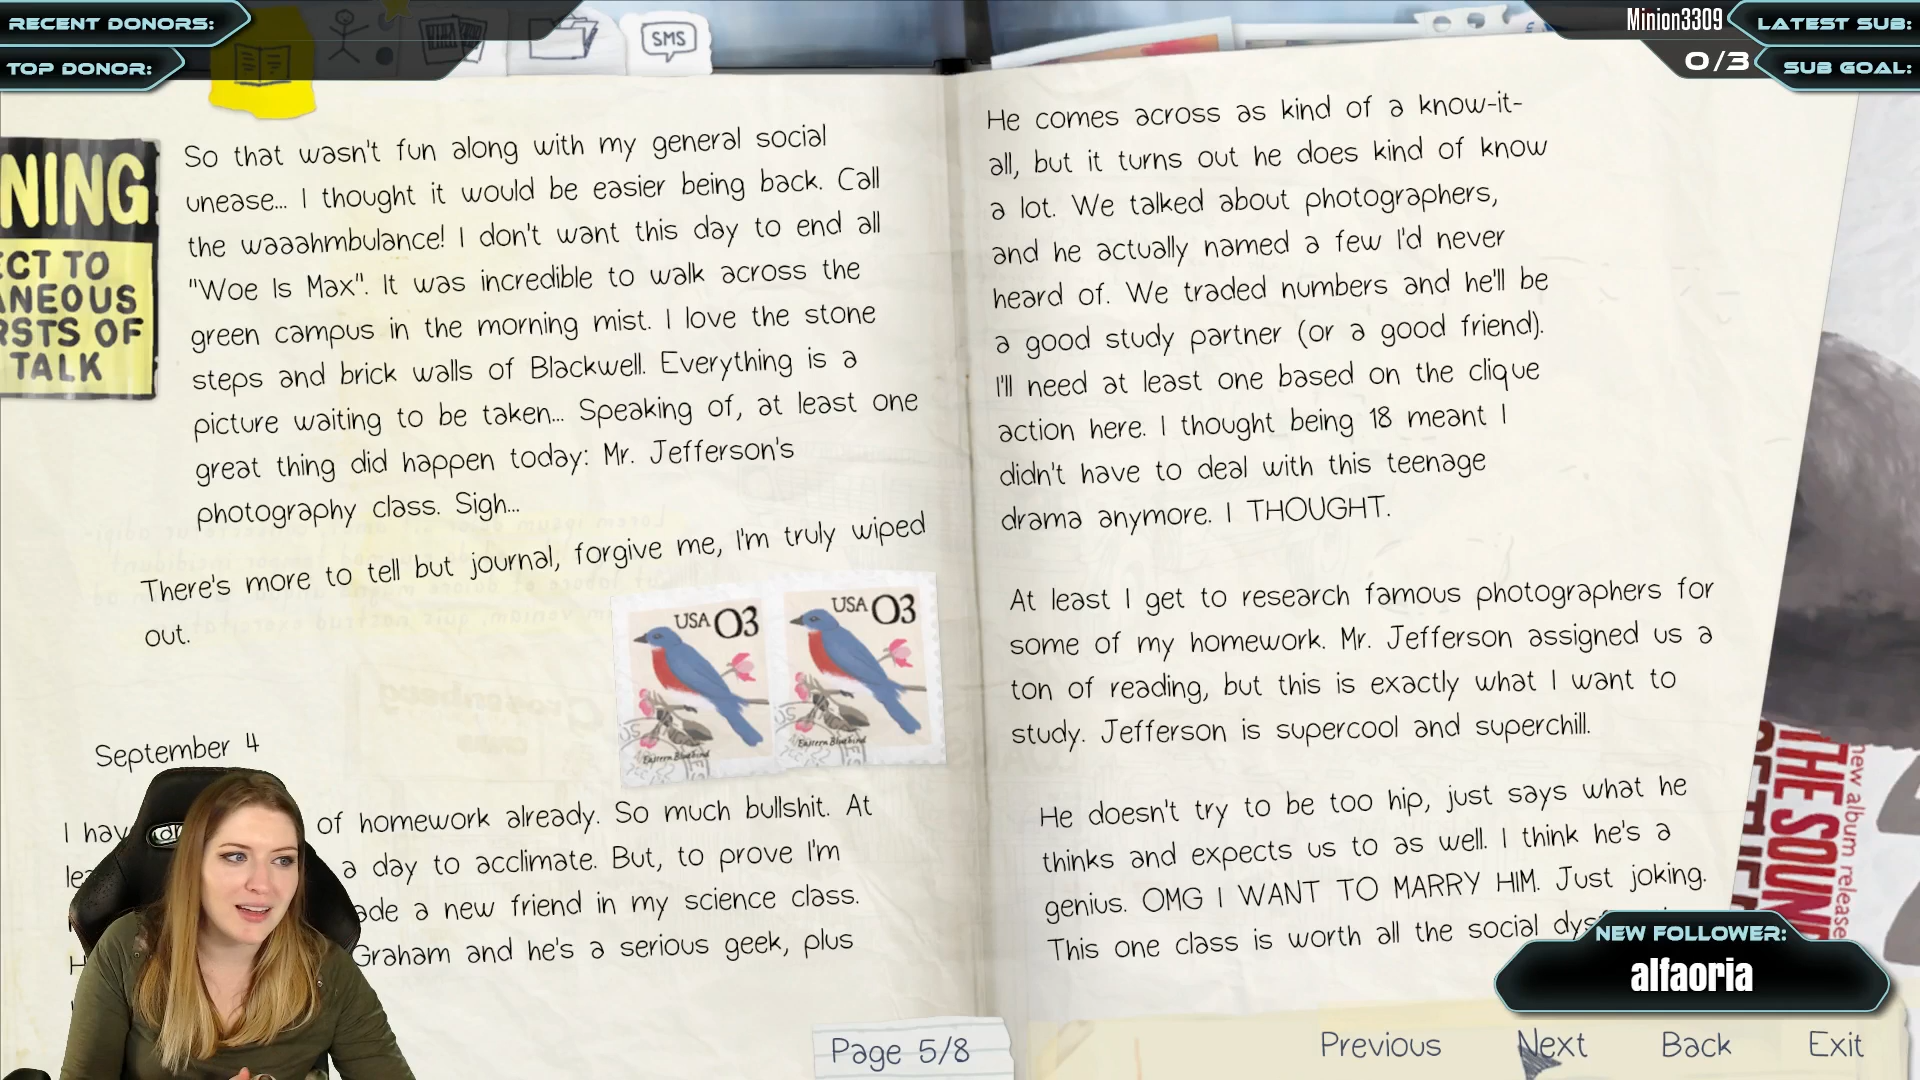 RECENT DONORS:
TOP DONOR:
SMS
Minion3309
LATEST SUB:
0/3
SUB GOAL:
NING
ECT TO
ANEOUS
RSTS OF
TALK
So that wasn't fun along with my general social
unease... I thought it would be easier being back. Call
the waaahmbulance! I don't want this day to end all
"Woe Is Max". It was incredible to walk across the
green campus in the morning mist. I love the stone
steps and brick walls of Blackwell. Everything is a
picture waiting to be taken... Speaking of, at least one
great thing did happen today: Mr. Jefferson's
photography class. Sigh...
There's more to tell but journal, forgive me, I'm truly wiped
out.
USA 03
Eastern Bluebird
USA 03
Eastern Bluebird
September 4
I hav of homework already. So much bullshit. At
lea a day to acclimate. But, to prove I'm
ade a new friend in my science class.
H Graham and he's a serious geek, plus
He comes across as kind of a know-it-
all, but it turns out he does kind of know
a lot. We talked about photographers,
and he actually named a few I'd never
heard of. We traded numbers and he'll be
a good study partner (or a good friend).
I'll need at least one based on the clique
action here. I thought being 18 meant I
didn't have to deal with this teenage
drama anymore. I THOUGHT.
At least I get to research famous photographers for
some of my homework. Mr. Jefferson assigned us a
ton of reading, but this is exactly what I want to
study. Jefferson is supercool and superchill.
He doesn't try to be too hip, just says what he
thinks and expects us to as well. I think he's a
genius. OMG I WANT TO MARRY HIM. Just joking.
This one class is worth all the social dys
new album release
THE SOUN
NEW FOLLOWER:
alfaoria
Page 5/8
Previous
Next
Back
Exit